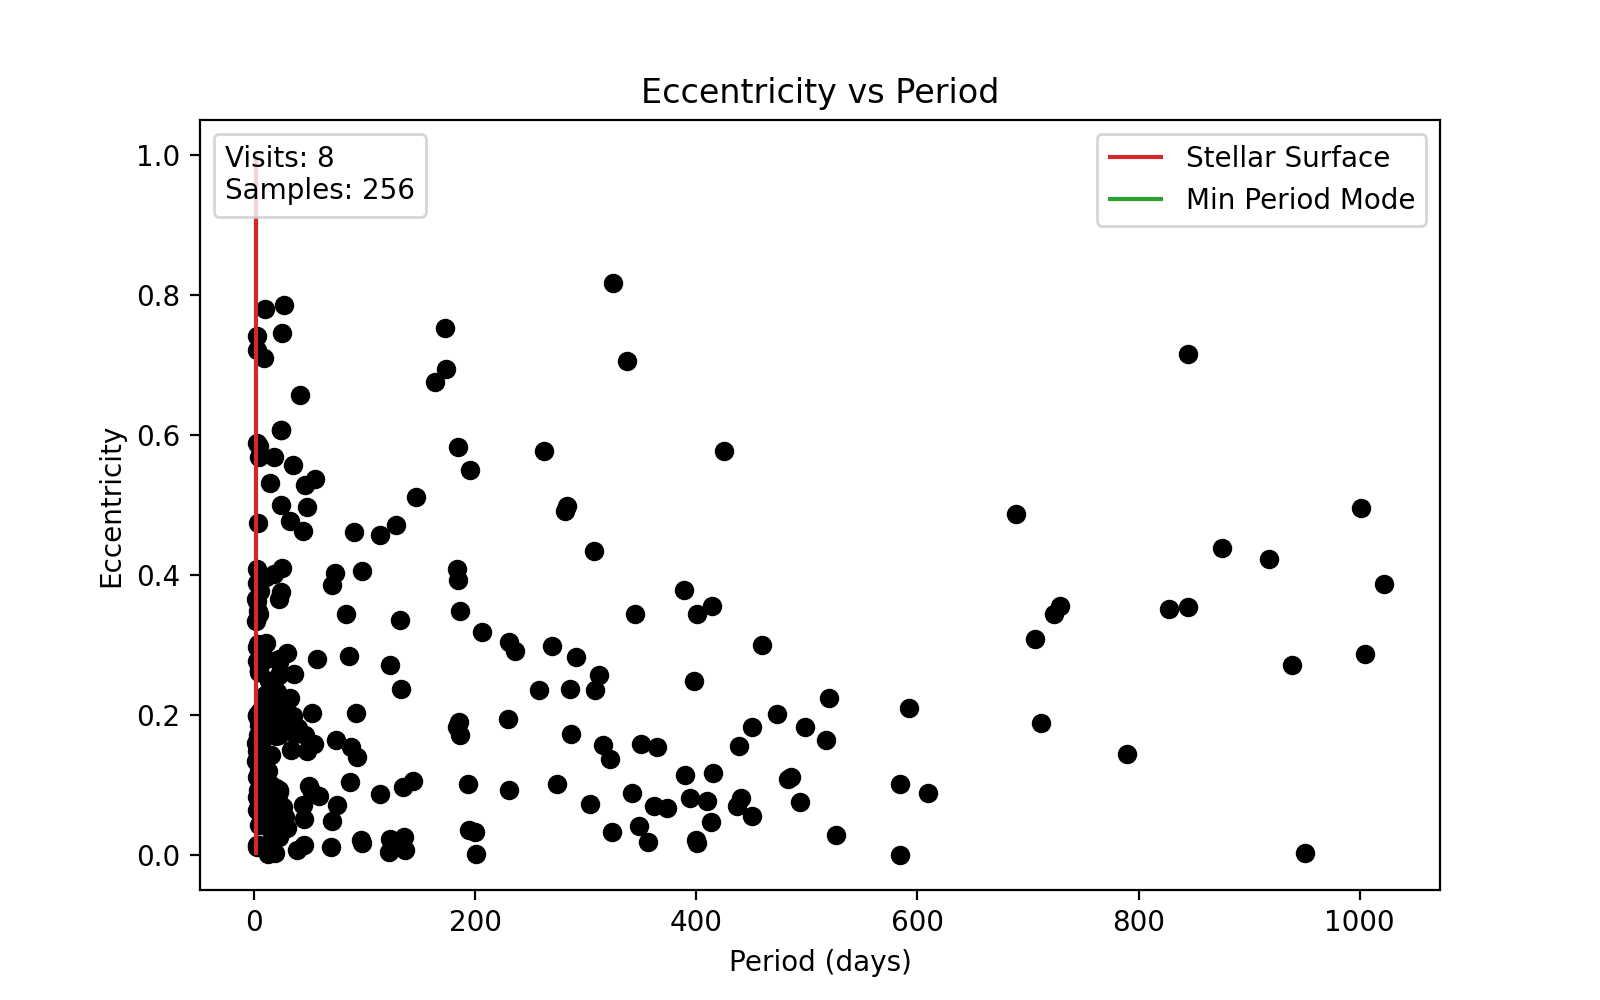 Eccentricity vs Period
Visits: 8
Samples: 256
Stellar Surface
Min Period Mode
1.0
0.8
0.6
0.4
0.2
0.0
Eccentricity
0 200 400 600 800 1000
Period (days)